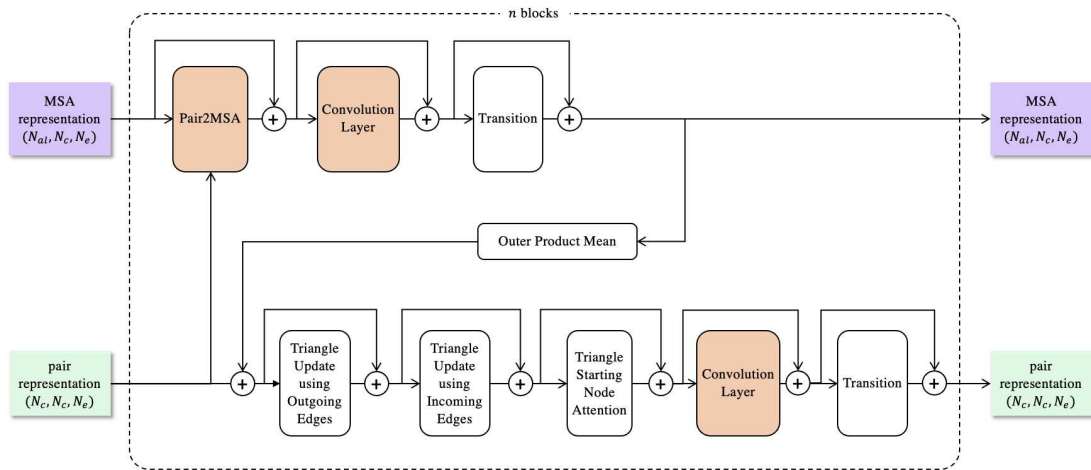 n blocks
MSA
representation
(N_al, N_c, N_e)
Pair2MSA
+
Convolution
Layer
+
Transition
+
MSA
representation
(N_al, N_c, N_e)
Outer Product Mean
pair
representation
(N_c, N_c, N_e)
+
Triangle
Update
using
Outgoing
Edges
+
Triangle
Update
using
Incoming
Edges
+
Triangle
Starting
Node
Attention
+
Convolution
Layer
+
Transition
+
pair
representation
(N_c, N_c, N_e)